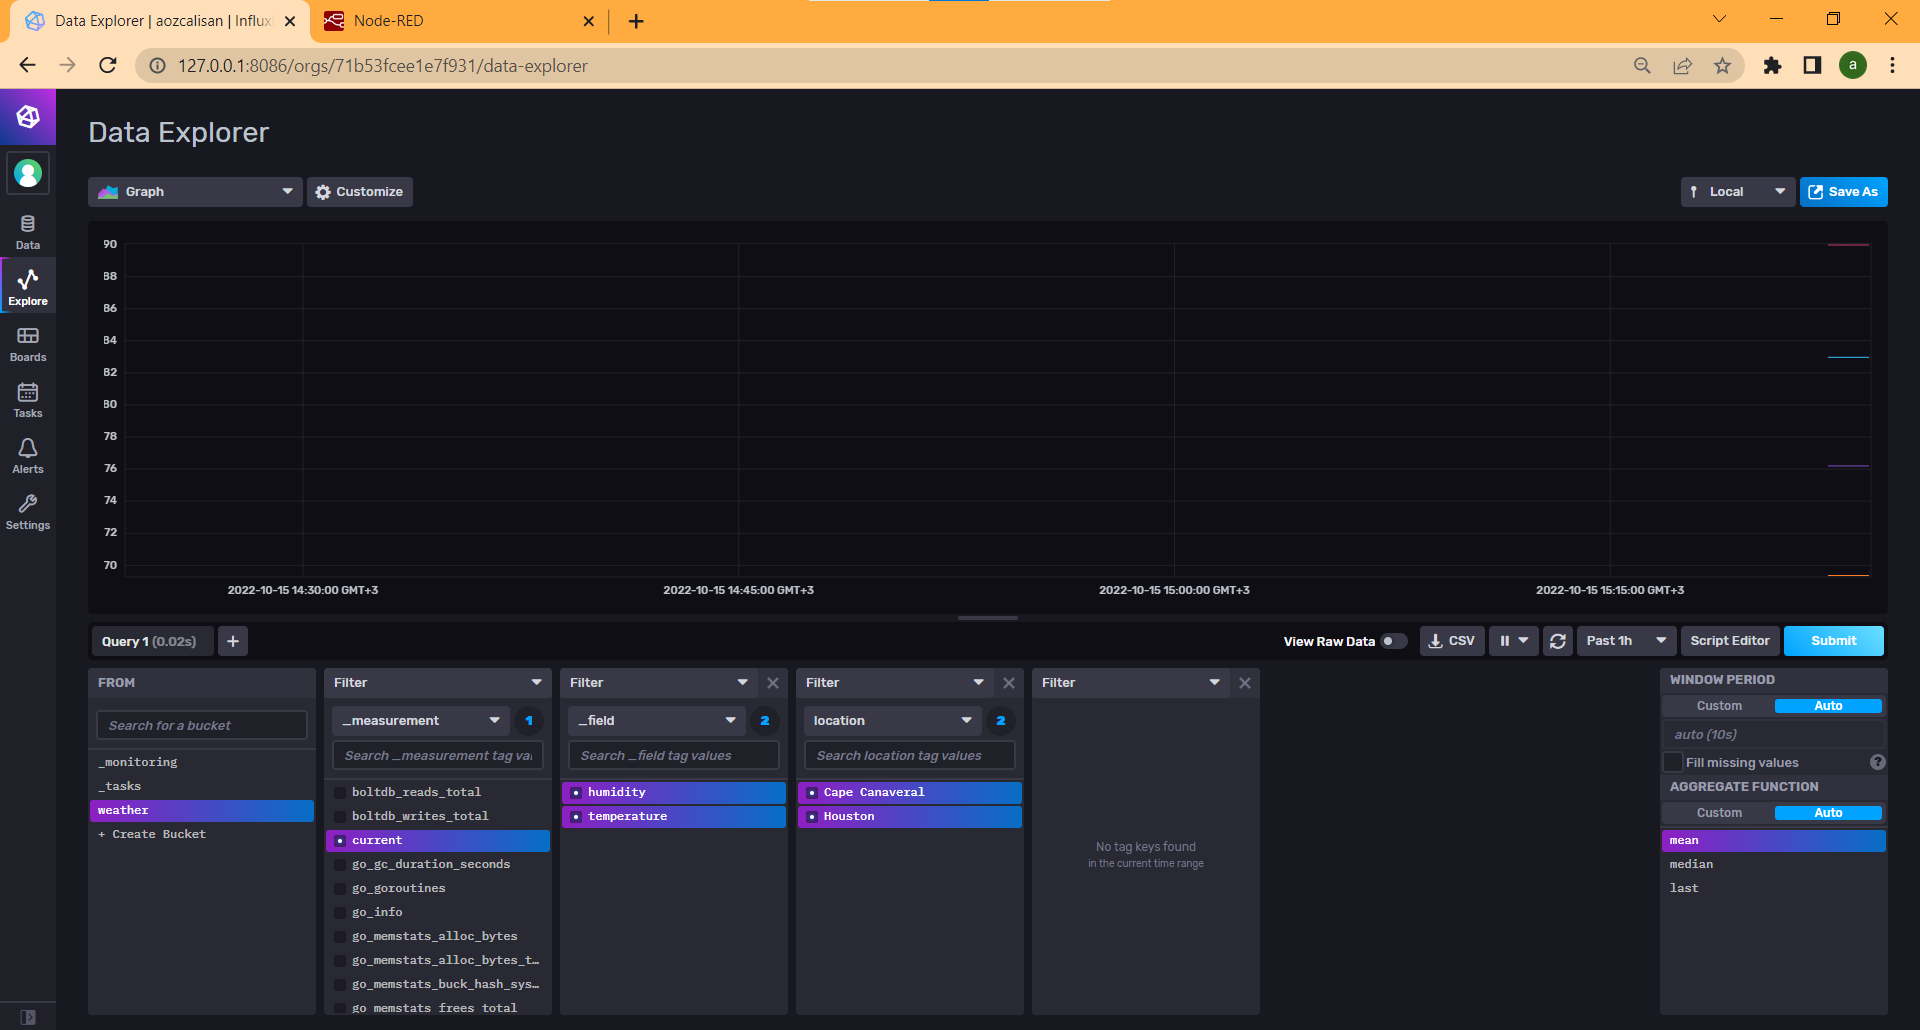 Data Explorer | aozcalisan | Influx
Node-RED
127.0.0.1:8086/orgs/71b53fcee1e7f931/data-explorer
a
Data Explorer
Graph
Customize
Local
Save As
Data
Explore
Boards
Tasks
Alerts
Settings
90
88
86
84
82
80
78
76
74
72
70
2022-10-15 14:30:00 GMT+3
2022-10-15 14:45:00 GMT+3
2022-10-15 15:00:00 GMT+3
2022-10-15 15:15:00 GMT+3
Query 1 (0.02s)
+
View Raw Data
CSV
Past 1h
Script Editor
Submit
FROM
Search for a bucket
_monitoring
_tasks
weather
+ Create Bucket
Filter
_measurement
1
Search _measurement tag va
boltdb_reads_total
boltdb_writes_total
current
go_gc_duration_seconds
go_goroutines
go_info
go_memstats_alloc_bytes
go_memstats_alloc_bytes_t…
go_memstats_buck_hash_sys…
go_memstats_frees_total
Filter
_field
2
Search _field tag values
humidity
temperature
Filter
location
2
Search location tag values
Cape Canaveral
Houston
Filter
No tag keys found
in the current time range
WINDOW PERIOD
Custom
Auto
auto (10s)
Fill missing values
?
AGGREGATE FUNCTION
Custom
Auto
mean
median
last